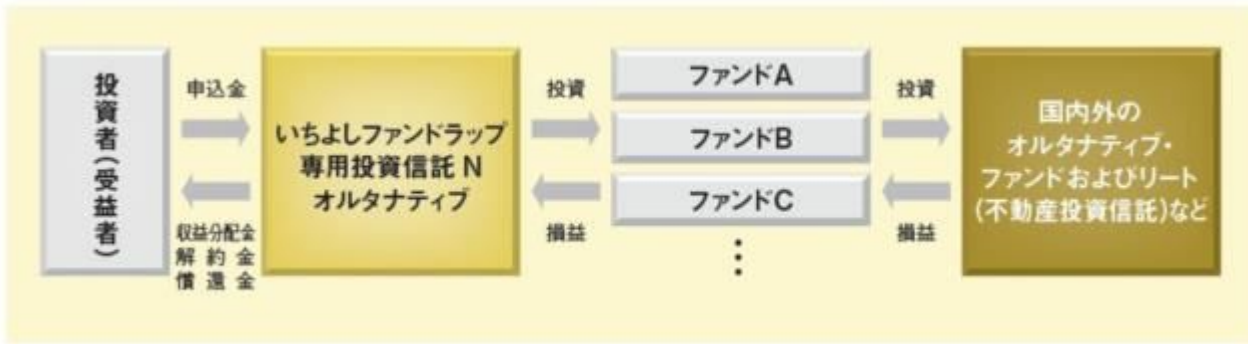 投資者(受益者)
申込金
収益分配金
解約金
償還金
いちよしファンドラップ
専用投資信託 N
オルタナティブ
投資
損益
ファンドA
ファンドB
ファンドC
⋮
投資
損益
国内外の
オルタナティブ・
ファンドおよびリート
(不動産投資信託)など